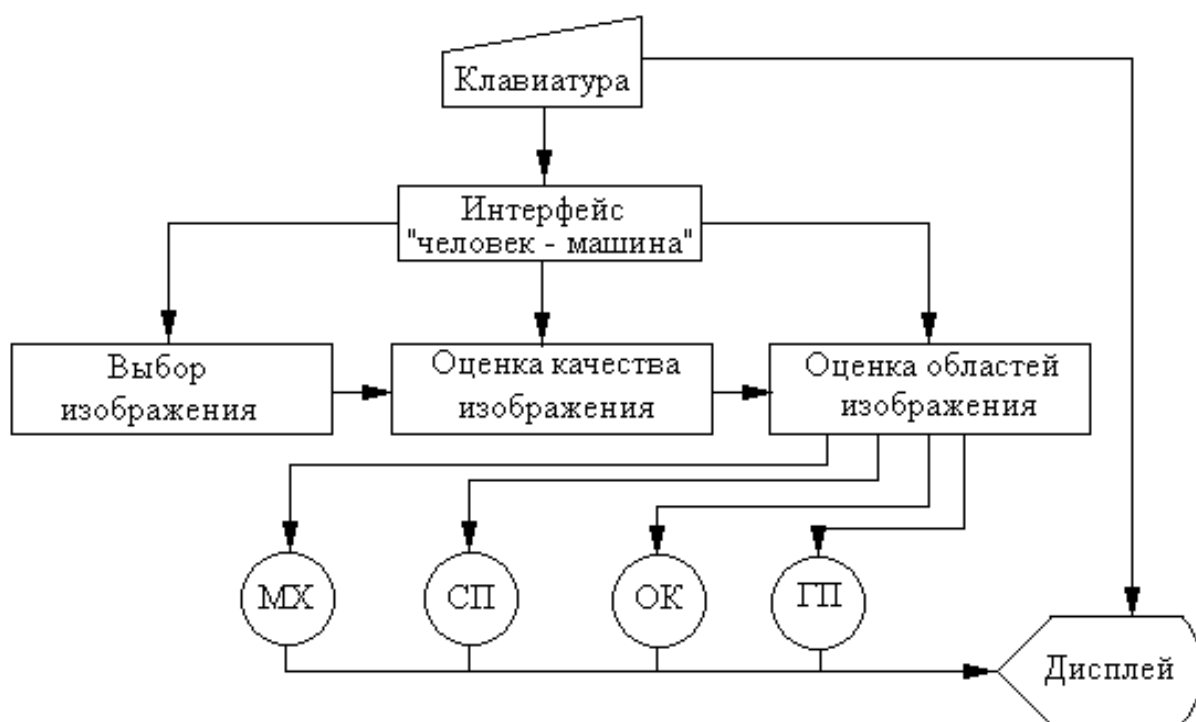 Клавиатура
Интерфейс
"человек - машина"
Выбор
изображения
Оценка качества
изображения
Оценка областей
изображения
МХ
СП
ОК
ГП
Дисплей